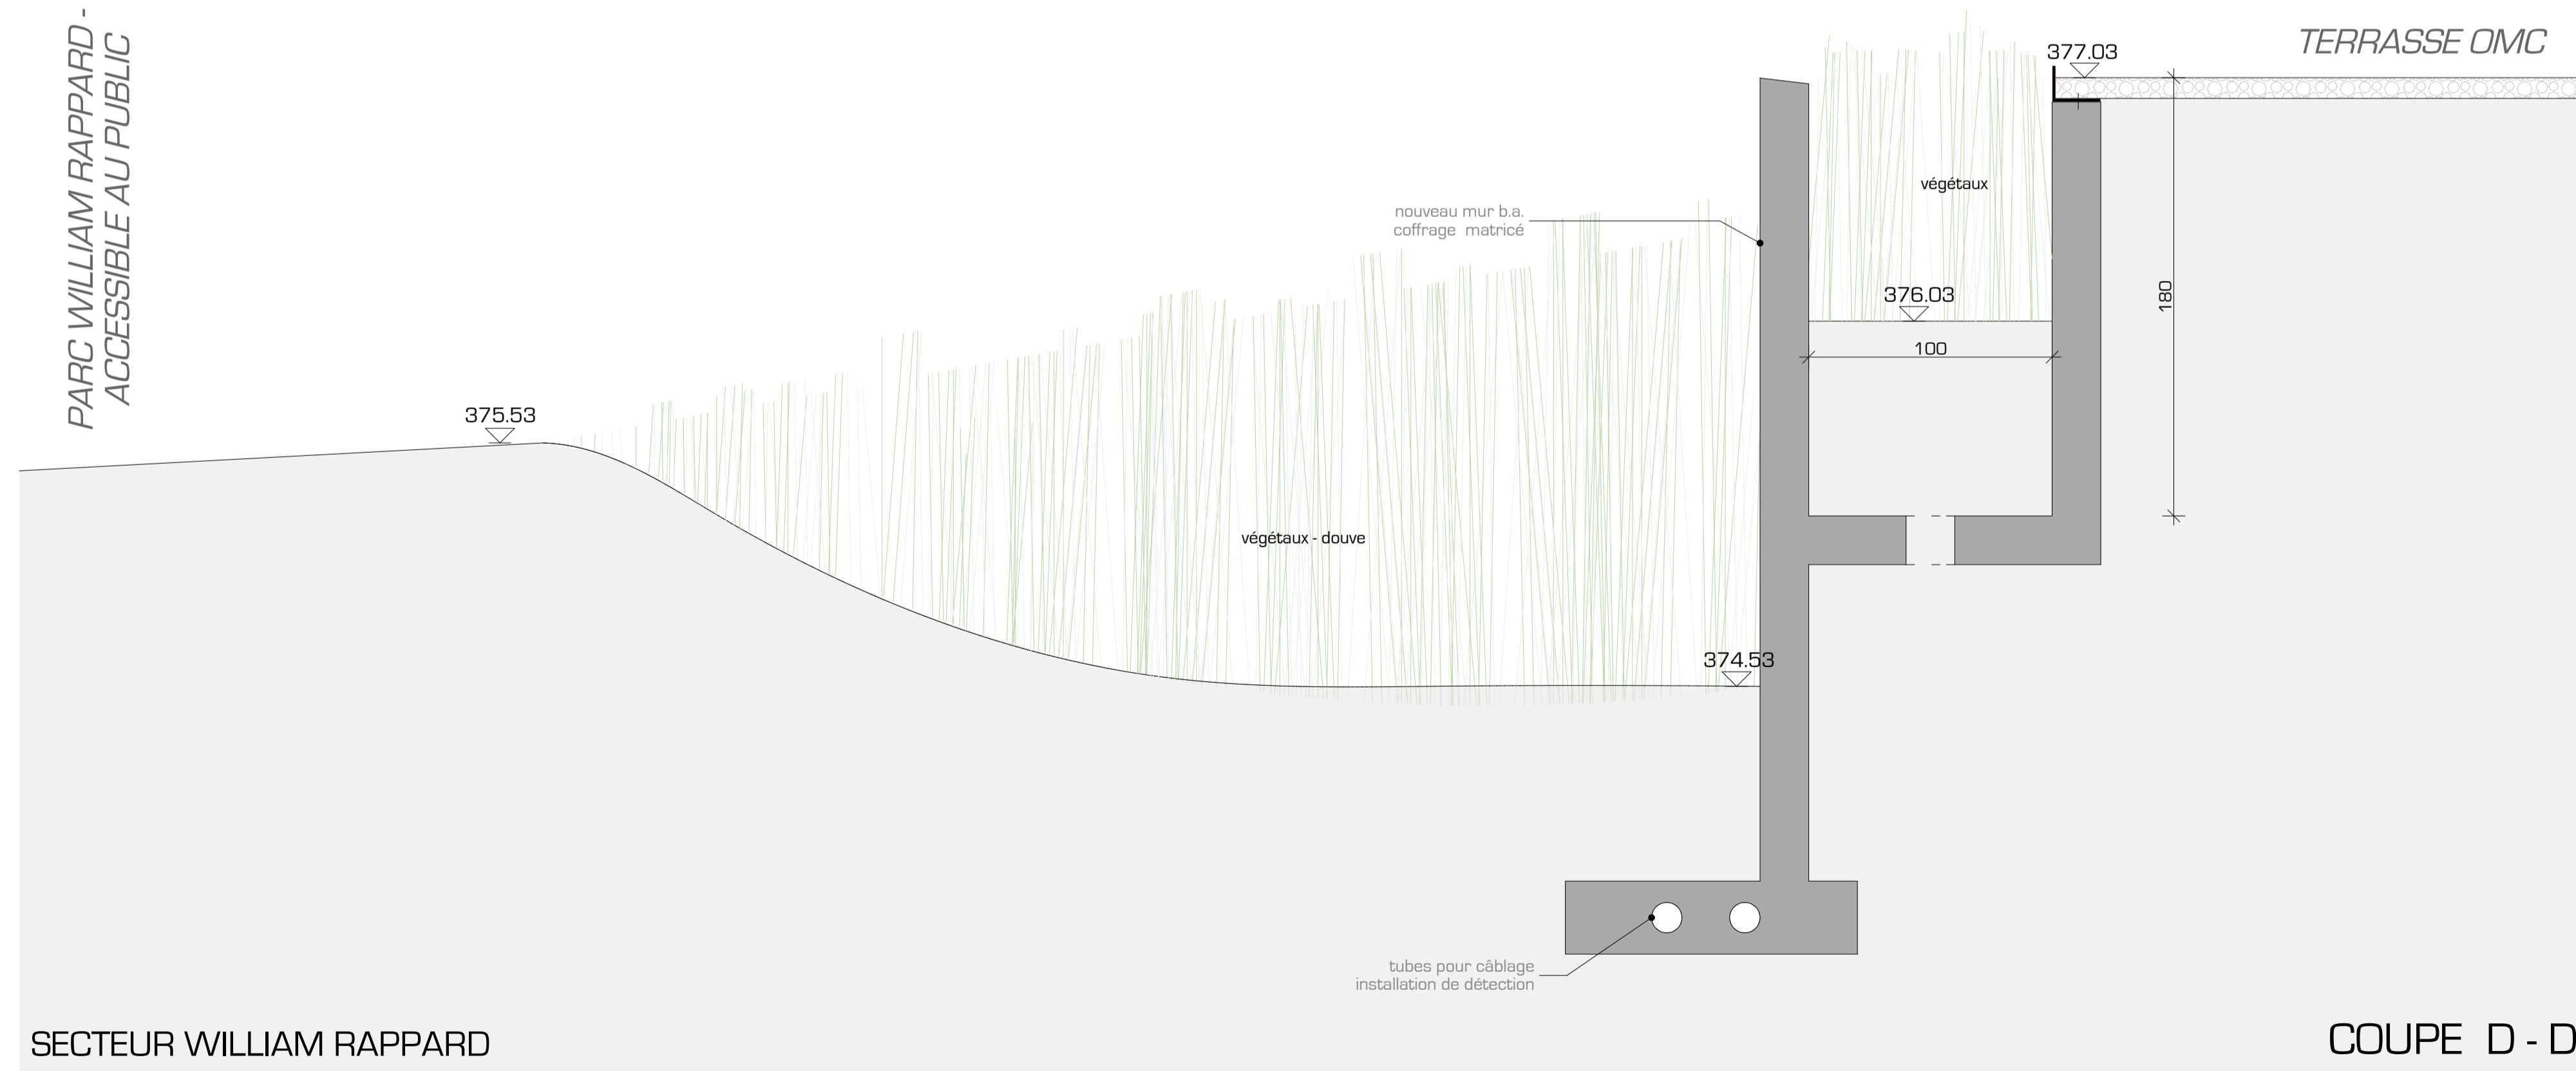 PARC WILLIAM RAPPARD -
ACCESSIBLE AU PUBLIC
TERRASSE OMC
377.03
végétaux
nouveau mur b.a.
coffrage matricé
376.03
180
100
375.53
végétaux - douve
374.53
tubes pour câblage
installation de détection
SECTEUR WILLIAM RAPPARD
COUPE D - D